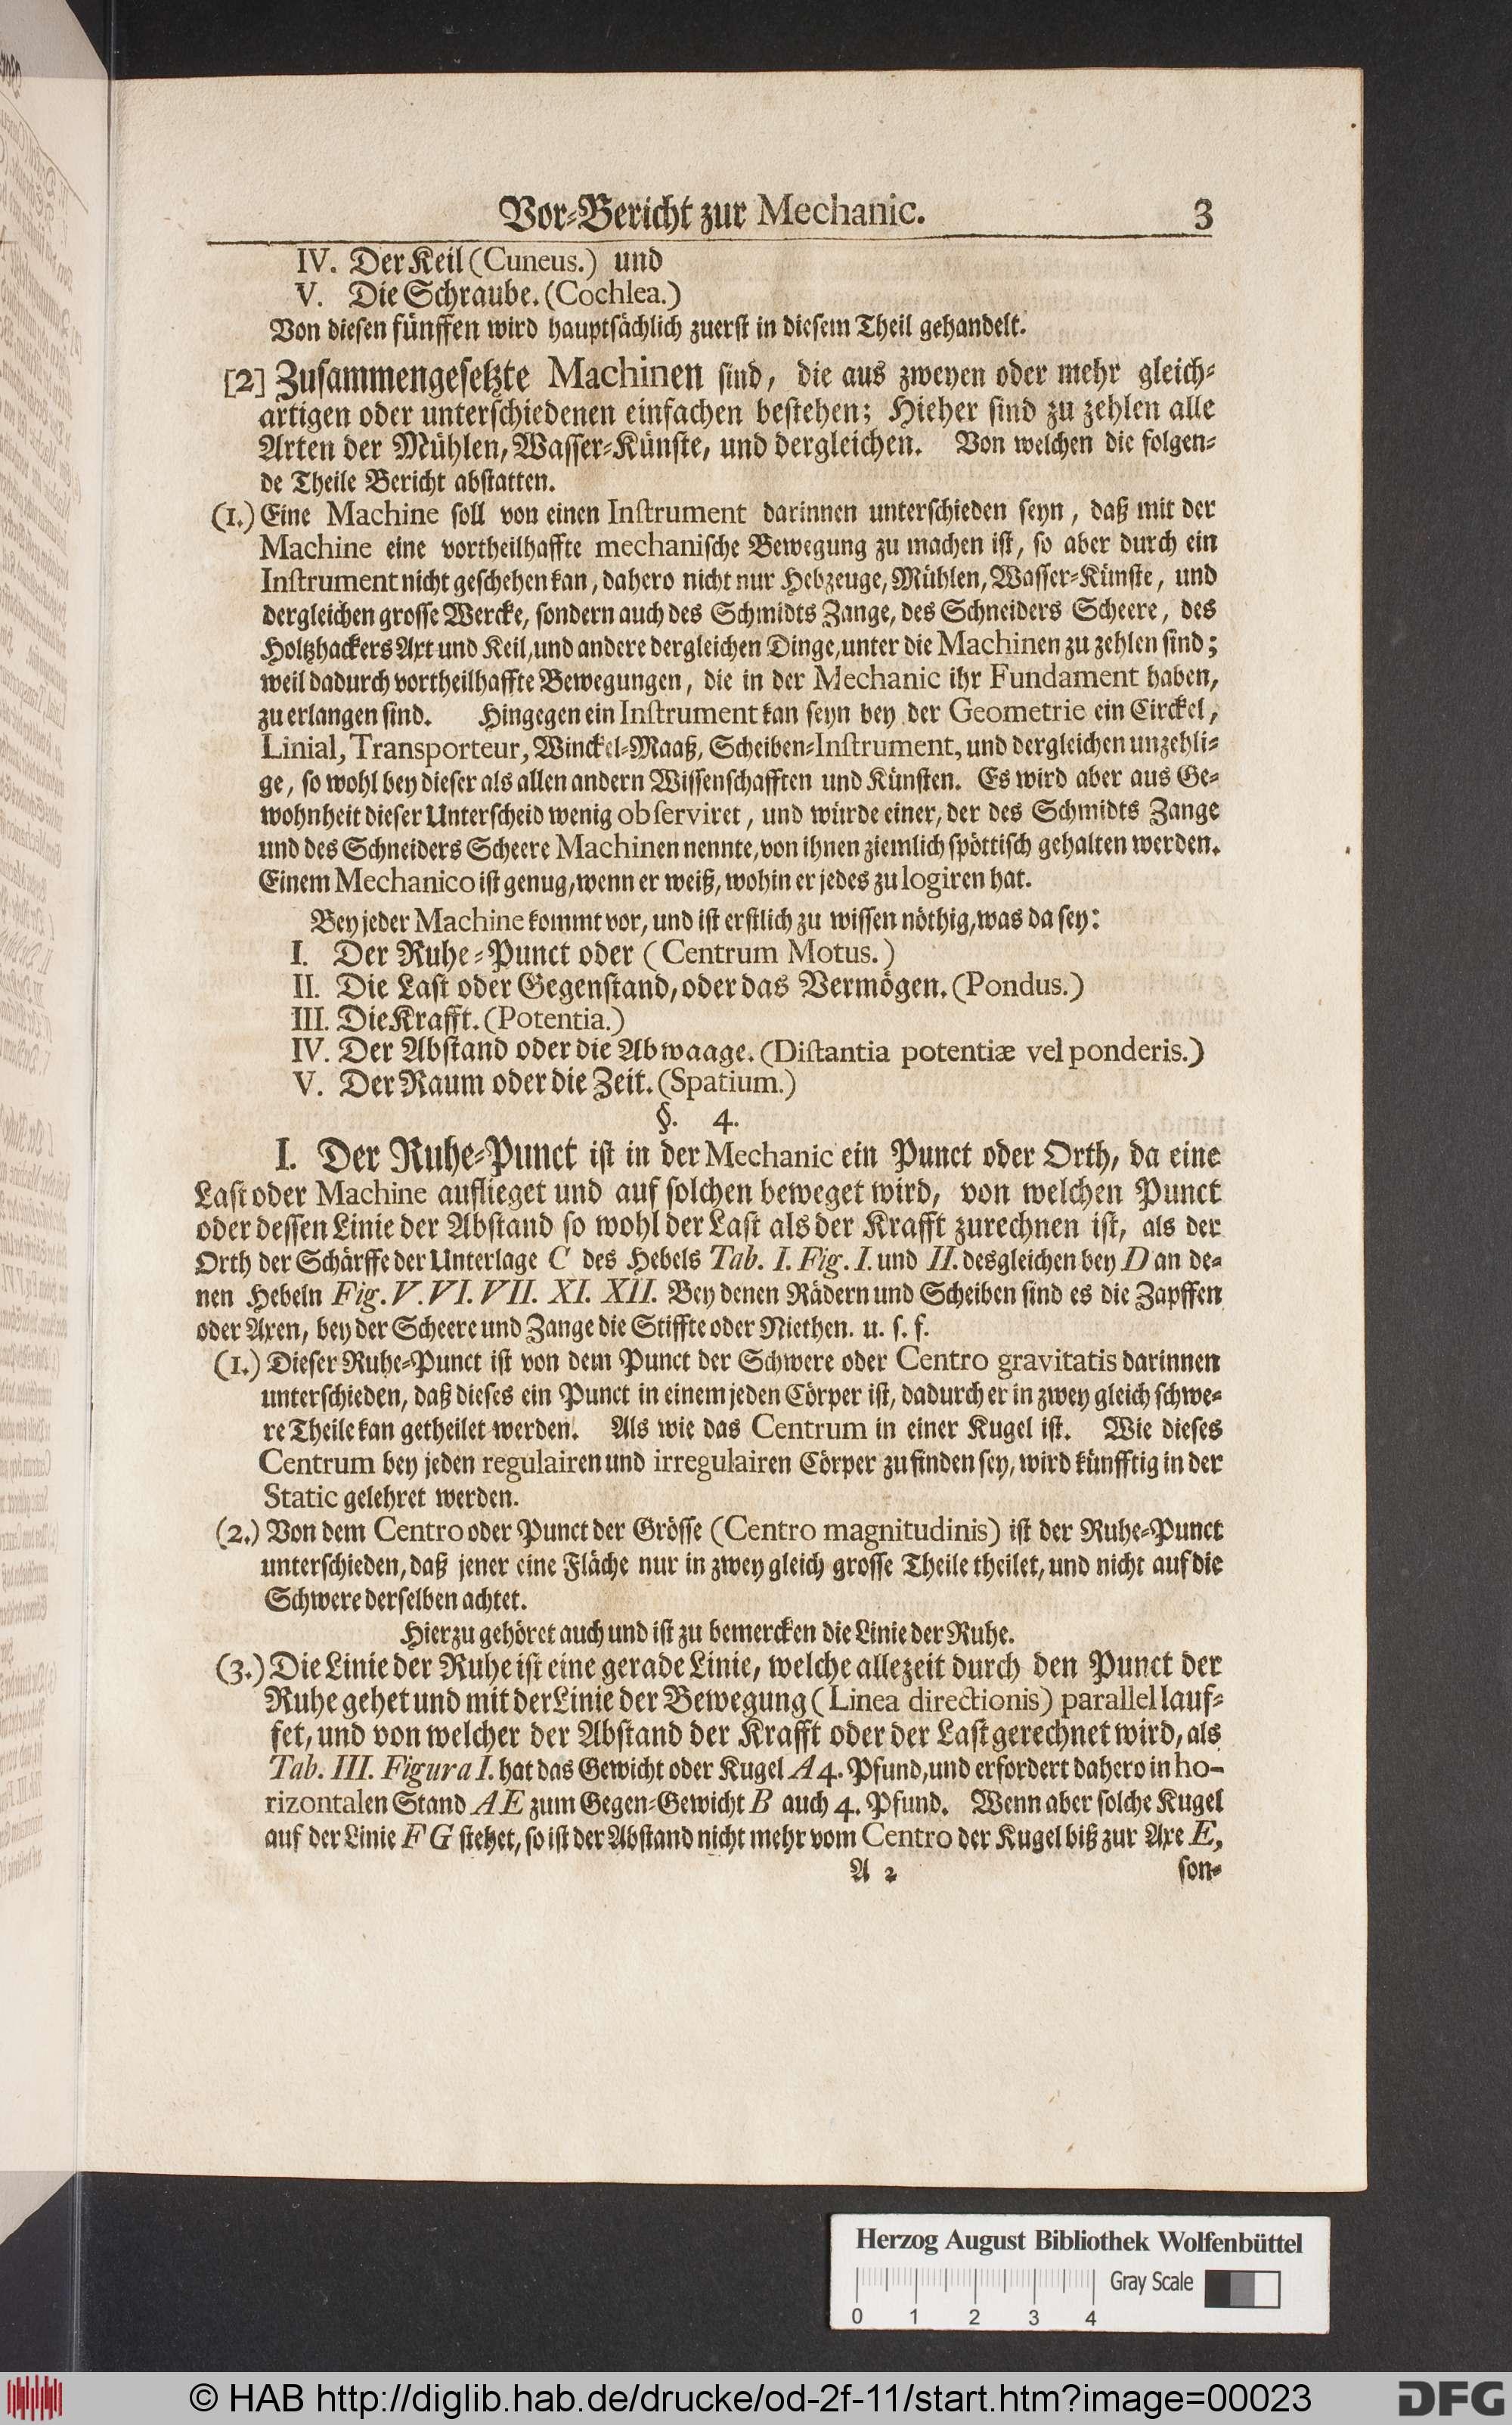 Vor-Bericht zur Mechanic. 3
IV. Der Keil (Cuneus.) und
V. Die Schraube. (Cochlea.)
Von diesen fünffen wird hauptsächlich zuerst in diesem Theil gehandelt.
[2] Zusammengesetzte Machinen sind, die aus zweyen oder mehr gleich-
artigen oder unterschiedenen einfachen bestehen; Hieher sind zu zehlen alle
Arten der Mühlen, Wasser-Künste, und dergleichen. Von welchen die folgen-
de Theile Bericht abstatten.
(1.) Eine Machine soll von einen Instrument darinnen unterschieden seyn, daß mit der
Machine eine vortheilhaffte mechanische Bewegung zu machen ist, so aber durch ein
Instrument nicht geschehen kan, dahero nicht nur Hebzeuge, Mühlen, Wasser-Künste, und
dergleichen grosse Wercke, sondern auch des Schmidts Zange, des Schneiders Scheere, des
Holtzhackers Axt und Keil, und andere dergleichen Dinge, unter die Machinen zu zehlen sind;
weil dadurch vortheilhaffte Bewegungen, die in der Mechanic ihr Fundament haben,
zu erlangen sind. Hingegen ein Instrument kan seyn bey der Geometrie ein Circkel,
Linial, Transporteur, Winckel-Maaß, Scheiben-Instrument, und dergleichen unzehli-
ge, so wohl bey dieser als allen andern Wissenschafften und Künsten. Es wird aber aus Ge-
wohnheit dieser Unterscheid wenig observiret, und würde einer, der des Schmidts Zange
und des Schneiders Scheere Machinen nennte, von ihnen ziemlich spöttisch gehalten werden.
Einem Mechanico ist genug, wenn er weiß, wohin er jedes zu logiren hat.
Bey jeder Machine kommt vor, und ist erstlich zu wissen nöthig, was da sey:
I. Der Ruhe-Punct oder (Centrum Motus.)
II. Die Last oder Gegenstand, oder das Vermögen. (Pondus.)
III. Die Krafft. (Potentia.)
IV. Der Abstand oder die Abwaage. (Distantia potentiæ vel ponderis.)
V. Der Raum oder die Zeit. (Spatium.)
§. 4.
I. Der Ruhe-Punct ist in der Mechanic ein Punct oder Orth, da eine
Last oder Machine auflieget und auf solchen beweget wird, von welchen Punct
oder dessen Linie der Abstand so wohl der Last als der Krafft zurechnen ist, als der
Orth der Schärffe der Unterlage C des Hebels Tab. I. Fig. I. und II. desgleichen bey D an de-
nen Hebeln Fig. V. VI. VII. XI. XII. Bey denen Rädern und Scheiben sind es die Zapffen
oder Axen, bey der Scheere und Zange die Stiffte oder Niethen. u. s. f.
(1.) Dieser Ruhe-Punct ist von dem Punct der Schwere oder Centro gravitatis darinnen
unterschieden, daß dieses ein Punct in einem jeden Cörper ist, dadurch er in zwey gleich schwe-
re Theile kan getheilet werden. Als wie das Centrum in einer Kugel ist. Wie dieses
Centrum bey jeden regulairen und irregulairen Cörper zu finden sey, wird künfftig in der
Static gelehret werden.
(2.) Von dem Centro oder Punct der Grösse (Centro magnitudinis) ist der Ruhe-Punct
unterschieden, daß jener eine Fläche nur in zwey gleich grosse Theile theilet, und nicht auf die
Schwere derselben achtet.
Hierzu gehöret auch und ist zu bemercken die Linie der Ruhe.
(3.) Die Linie der Ruhe ist eine gerade Linie, welche allezeit durch den Punct der
Ruhe gehet und mit der Linie der Bewegung (Linea directionis) parallel lauf-
fet, und von welcher der Abstand der Krafft oder der Last gerechnet wird, als
Tab. III. Figura I. hat das Gewicht oder Kugel A 4. Pfund, und erfordert dahero in ho-
rizontalen Stand A E zum Gegen-Gewicht B auch 4. Pfund. Wenn aber solche Kugel
auf der Linie F G stehet, so ist der Abstand nicht mehr vom Centro der Kugel biß zur Axe E,
A 2 son-
Herzog August Bibliothek Wolfenbüttel
Gray Scale
0 1 2 3 4
© HAB http://diglib.hab.de/drucke/od-2f-11/start.htm?image=00023 DFG